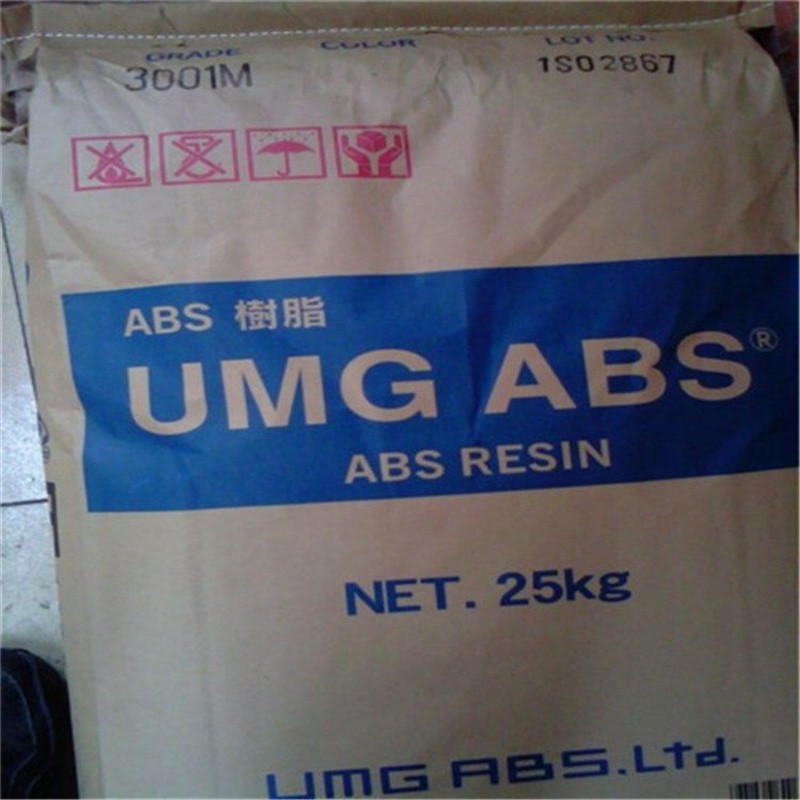 GRADE COLOR LOT NO.
3001M 1S02867
ABS 樹脂
UMG ABS®
ABS RESIN
NET. 25kg
UMG ABS.Ltd.